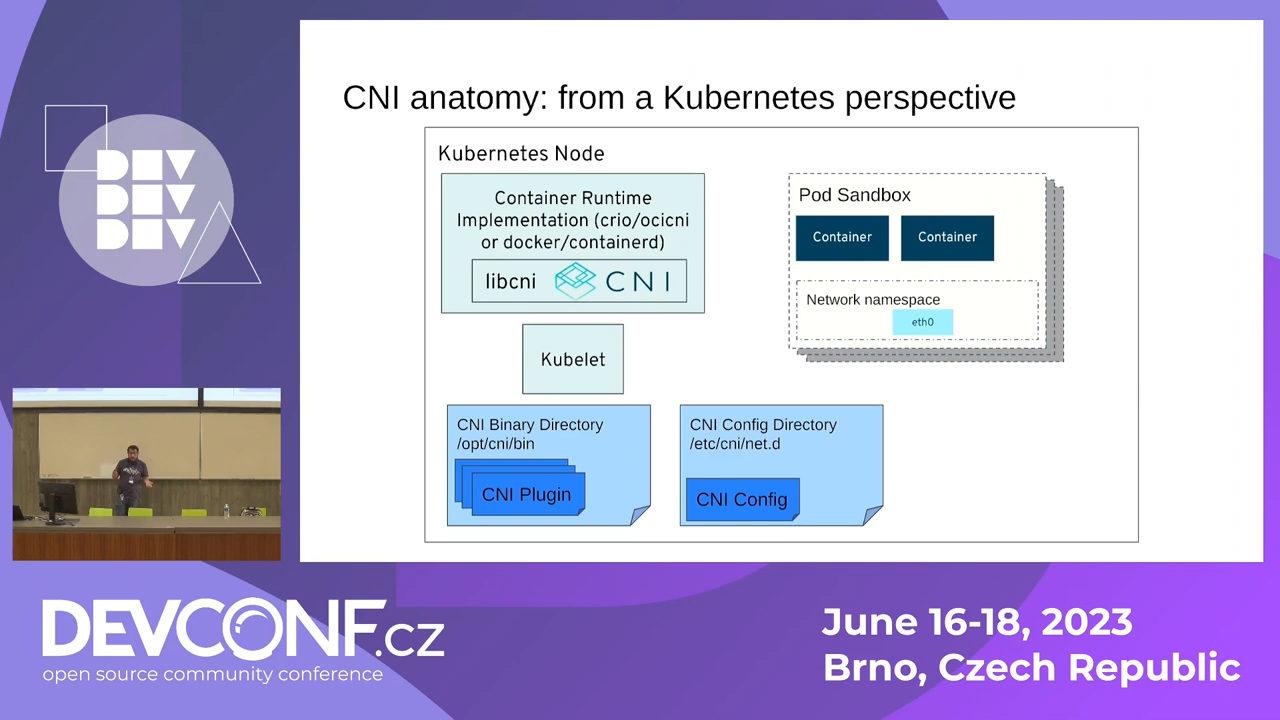 CNI anatomy: from a Kubernetes perspective
Kubernetes Node
Container Runtime
Implementation (crio/ocicni
or docker/containerd)
libcni
CNI
Kubelet
Pod Sandbox
Container
Container
Network namespace
eth0
CNI Binary Directory
/opt/cni/bin
CNI Plugin
CNI Config Directory
/etc/cni/net.d
CNI Config
DEV
DEV
DEV
DEVCONF.cz
open source community conference
June 16-18, 2023
Brno, Czech Republic